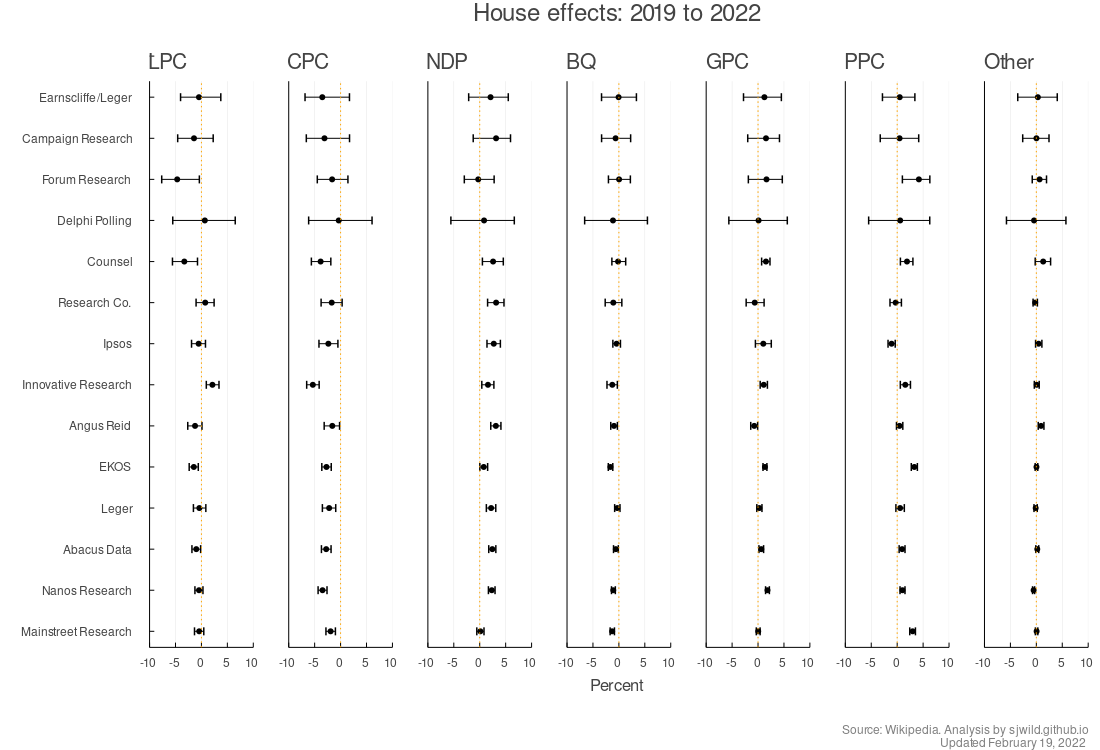 House effects: 2019 to 2022
LPC CPC NDP BQ GPC PPC Other
Earnscliffe/Leger
Campaign Research
Forum Research
Delphi Polling
Counsel
Research Co.
Ipsos
Innovative Research
Angus Reid
EKOS
Leger
Abacus Data
Nanos Research
Mainstreet Research
-10 -5 0 5 10 -10 -5 0 5 10 -10 -5 0 5 10 -10 -5 0 5 10 -10 -5 0 5 10 -10 -5 0 5 10 -10 -5 0 5 10
Percent
Source: Wikipedia. Analysis by sjwild.github.io
Updated February 19, 2022